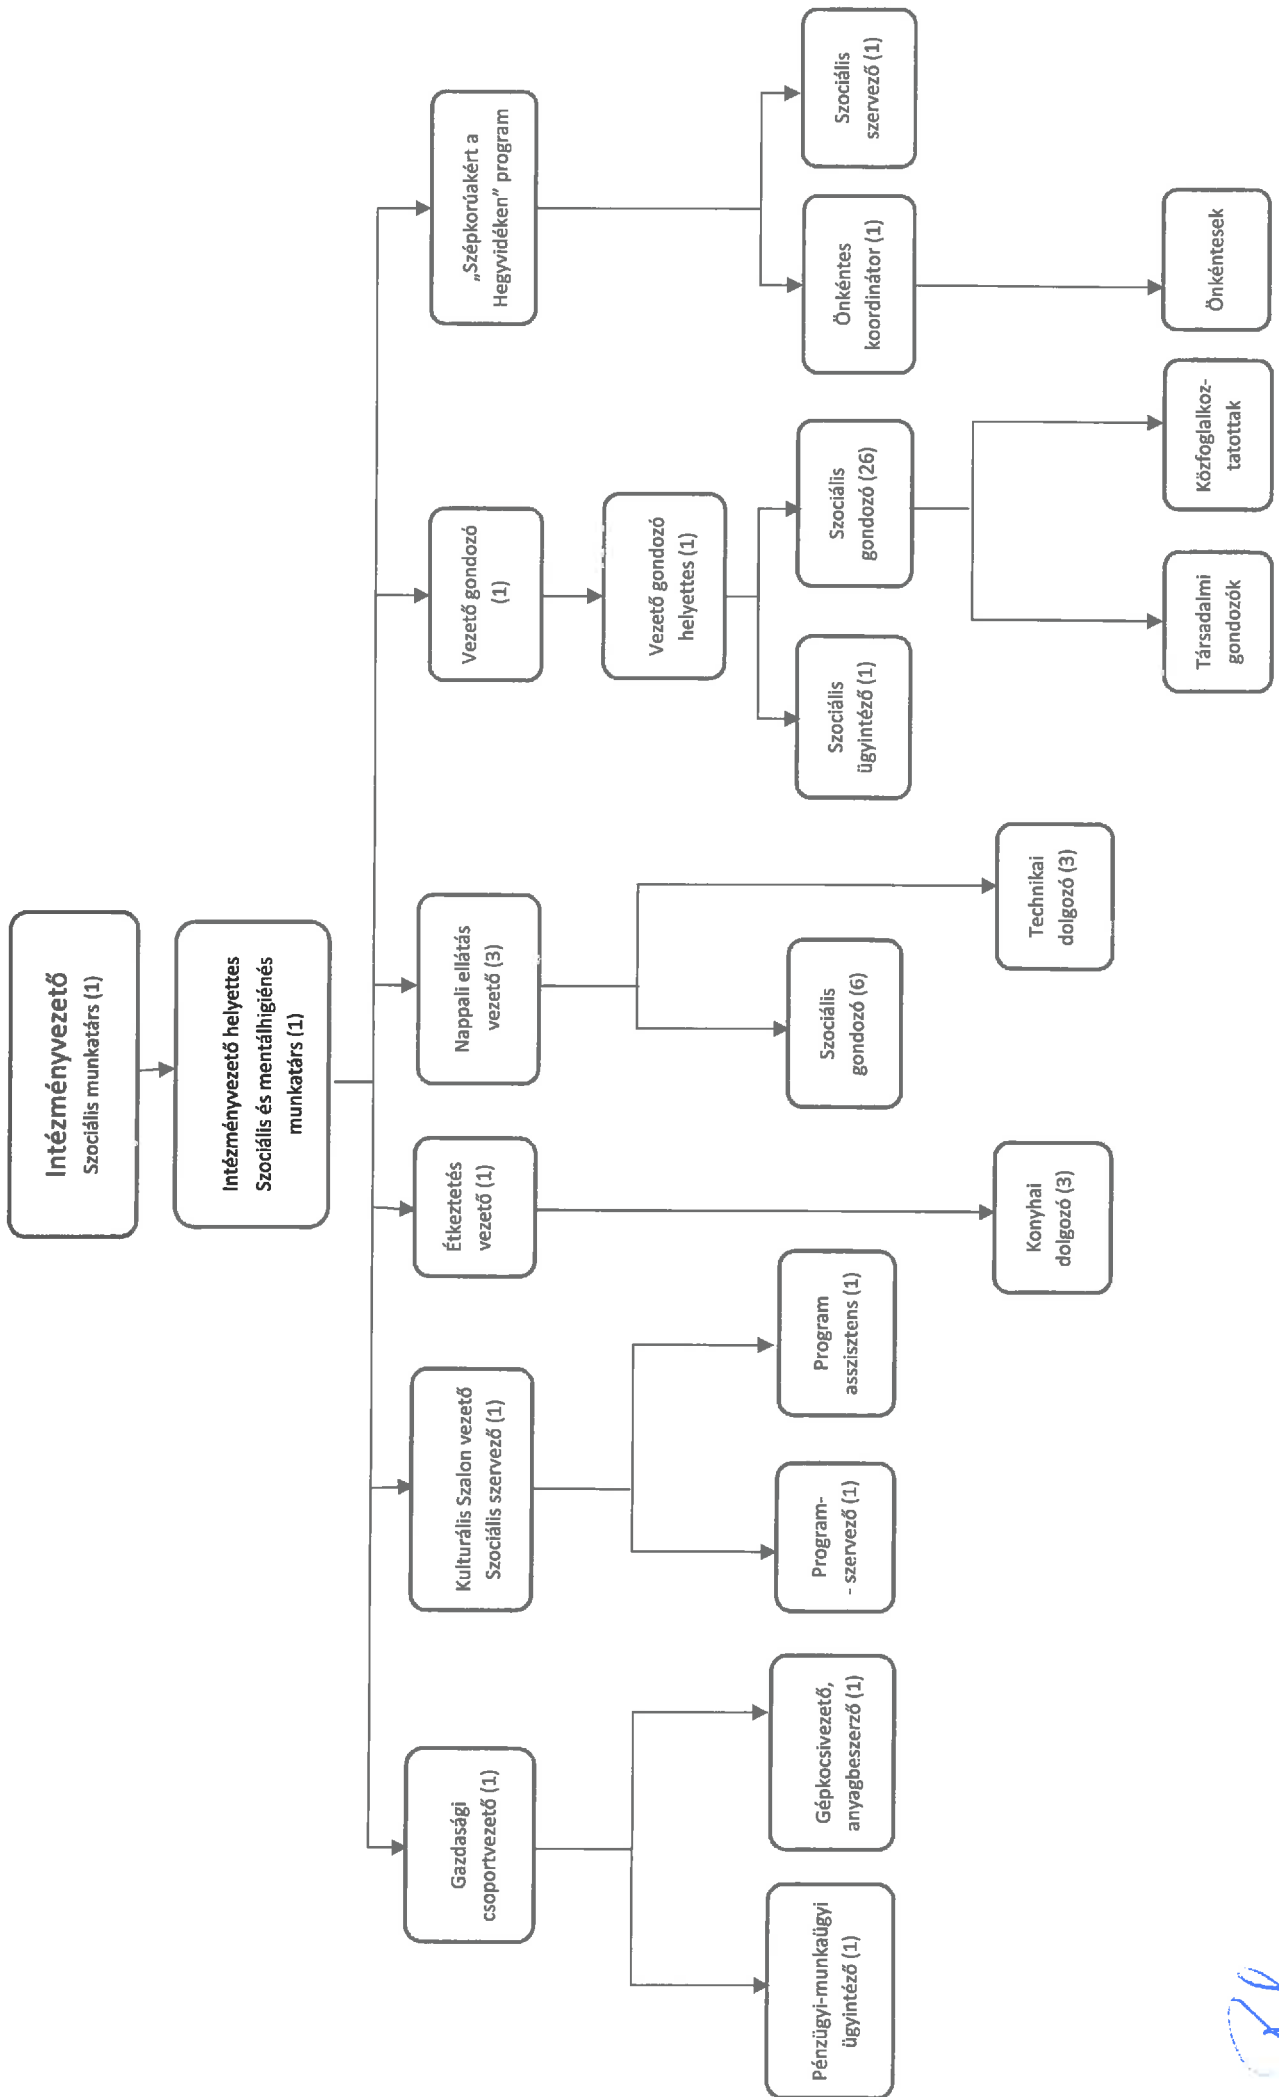 Intézményvezető
Szociális munkatárs (1)
Intézményvezető helyettes
Szociális és mentálhigiénés
munkatárs (1)
Gazdasági
csoportvezető (1)
Kulturális Szalon vezető
Szociális szervező (1)
Étkeztetés
vezető (1)
Nappali ellátás
vezető (3)
Vezető gondozó
(1)
„Szépkorúakért a
Hegyvidéken” program
Vezető gondozó
helyettes (1)
Pénzügyi-munkaügyi
ügyintéző (1)
Gépkocsivezető,
anyagbeszerző (1)
Program-
- szervező (1)
Program
asszisztens (1)
Szociális
gondozó (6)
Szociális
ügyintéző (1)
Szociális
gondozó (26)
Önkéntes
koordinátor (1)
Szociális
szervező (1)
Konyhai
dolgozó (3)
Technikai
dolgozó (3)
Társadalmi
gondozók
Közfoglalkoz-
tatottak
Önkéntesek